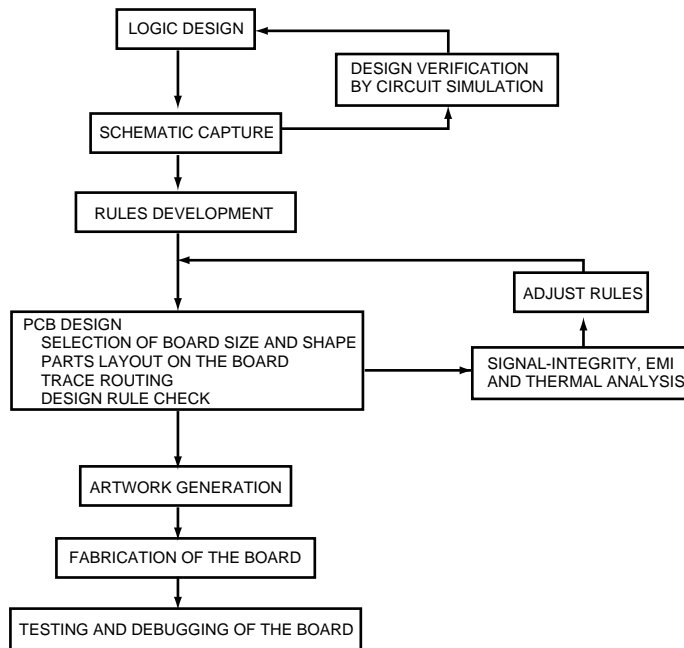 LOGIC DESIGN
DESIGN VERIFICATION
BY CIRCUIT SIMULATION
SCHEMATIC CAPTURE
RULES DEVELOPMENT
ADJUST RULES
PCB DESIGN
SELECTION OF BOARD SIZE AND SHAPE
PARTS LAYOUT ON THE BOARD
TRACE ROUTING
DESIGN RULE CHECK
SIGNAL-INTEGRITY, EMI
AND THERMAL ANALYSIS
ARTWORK GENERATION
FABRICATION OF THE BOARD
TESTING AND DEBUGGING OF THE BOARD